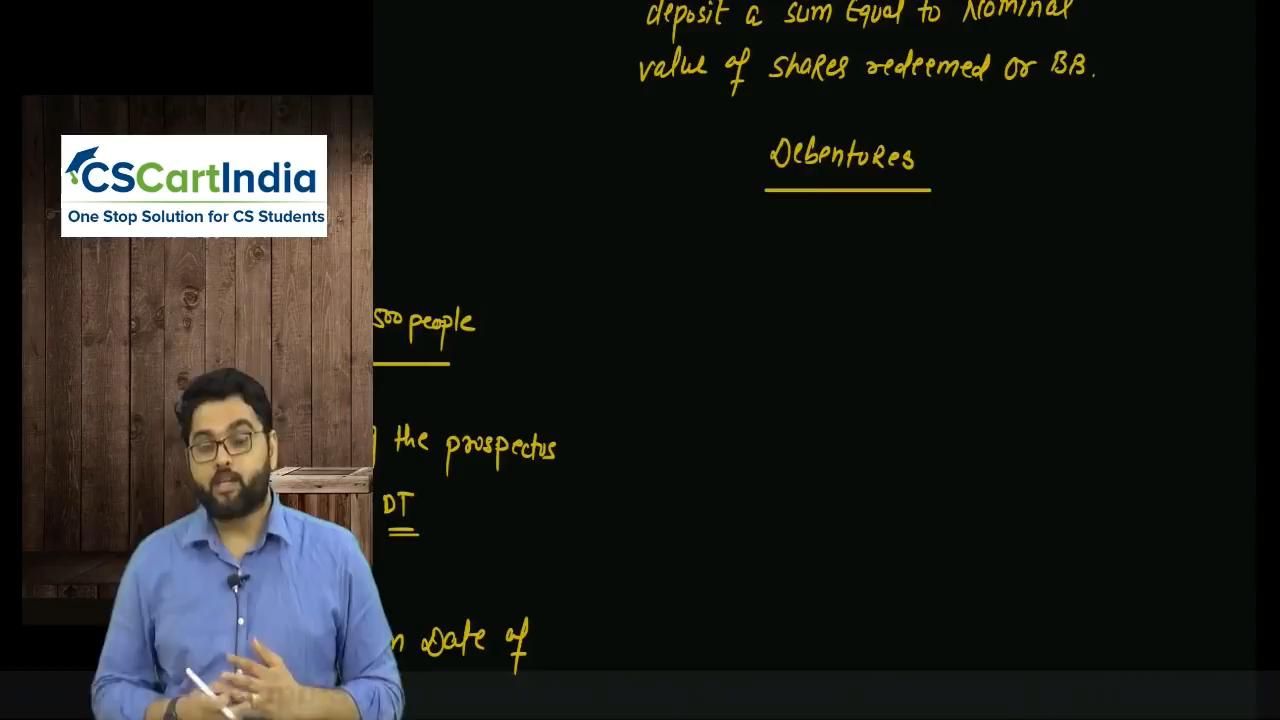 deposit a sum Equal to Nominal
value of shares redeemed or BB.
Debentures
CSCartIndia
One Stop Solution for CS Students
500 people
the prospectus
DT
Date of